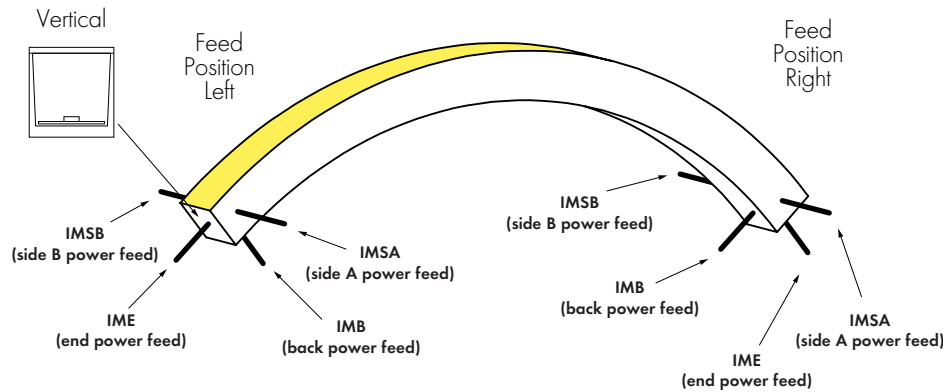 Vertical
Feed
Position
Left
Feed
Position
Right
IMSB
(side B power feed)
IMSA
(side A power feed)
IME
(end power feed)
IMB
(back power feed)
IMSB
(side B power feed)
IMB
(back power feed)
IMSA
(side A power feed)
IME
(end power feed)